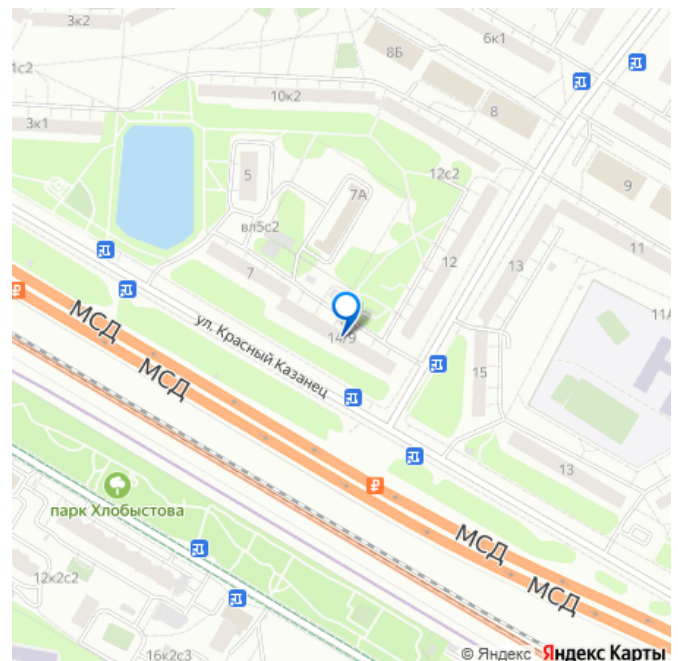 3к2
6к1
8Б
1с2
10к2
8
3к1
12с2
5
7А
9
вл5с2
11
7
12
13
11А
14/9
МСД
ул. Красный Казанец
МСД
15
13
₽
₽
парк Хлобыстова
МСД
МСД
12к2с2
16к2с3
© Яндекс Яндекс Карты